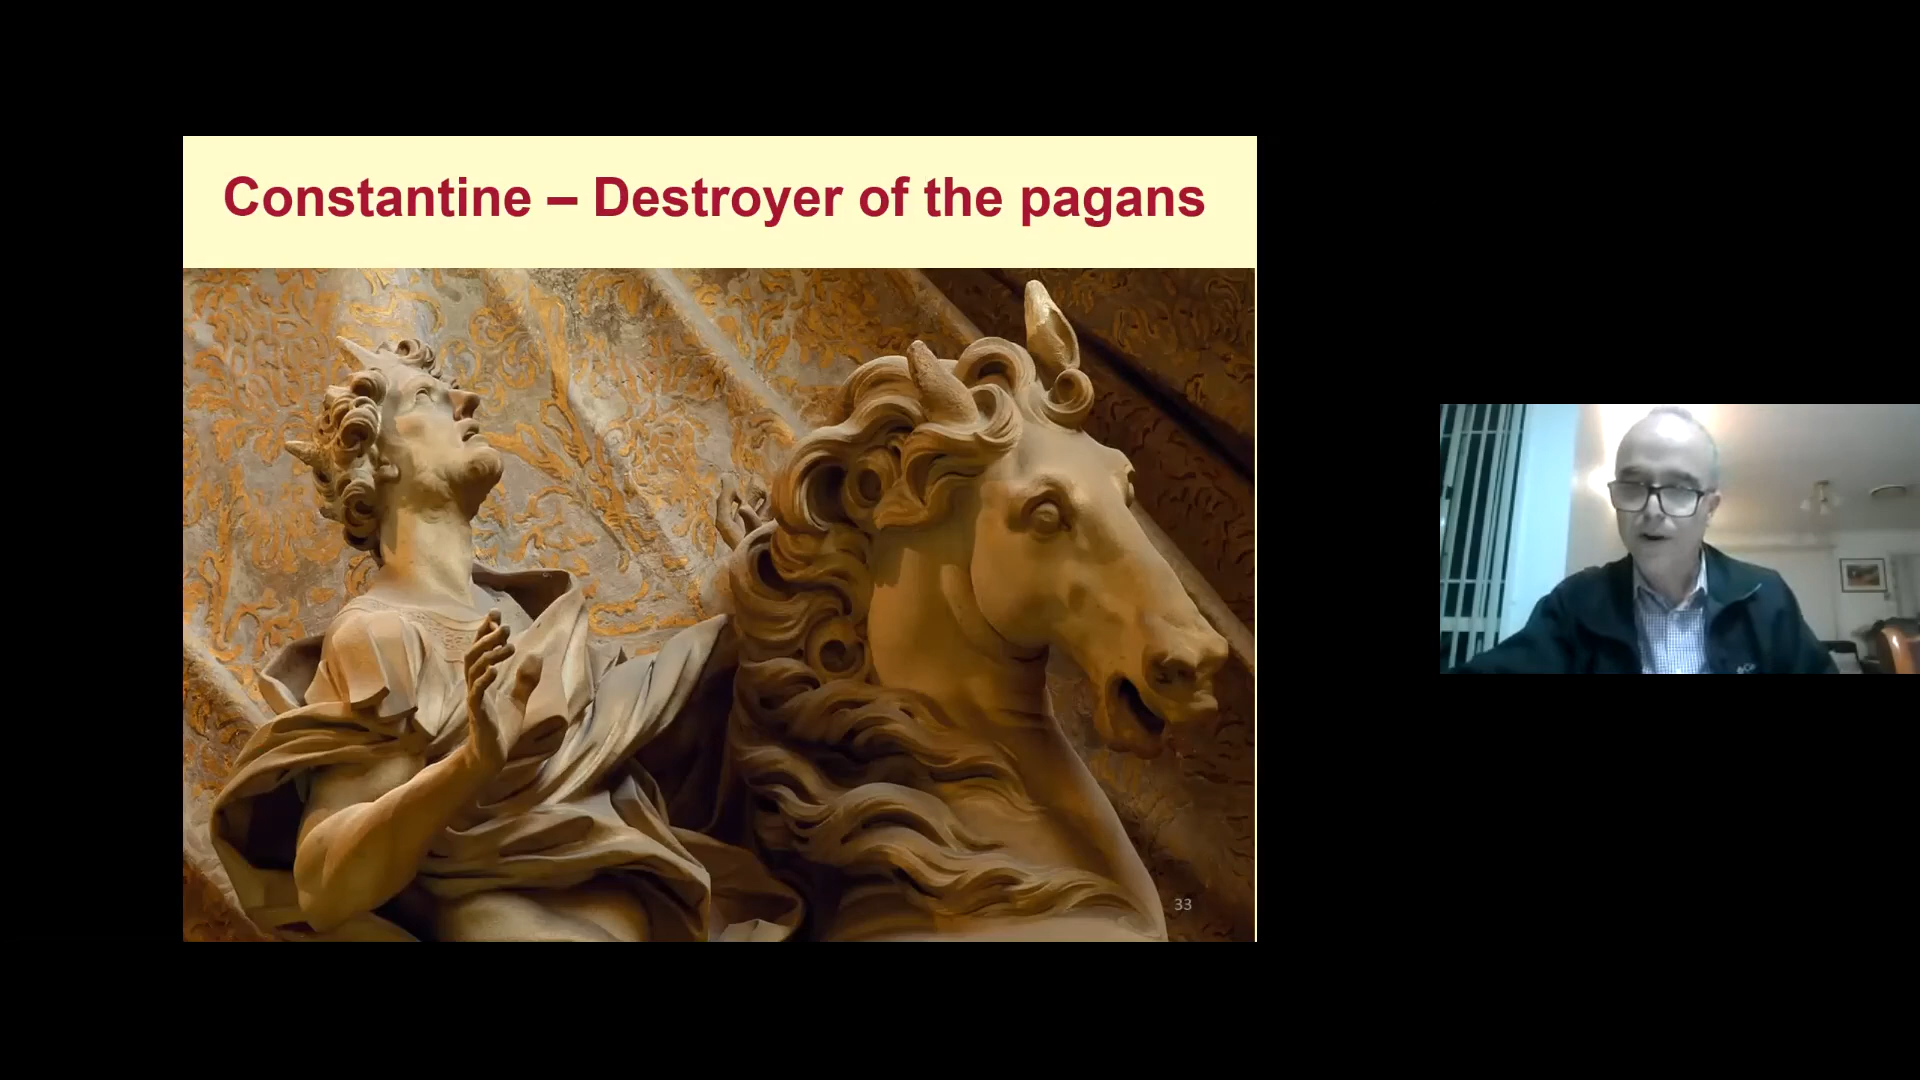 Constantine – Destroyer of the pagans
33